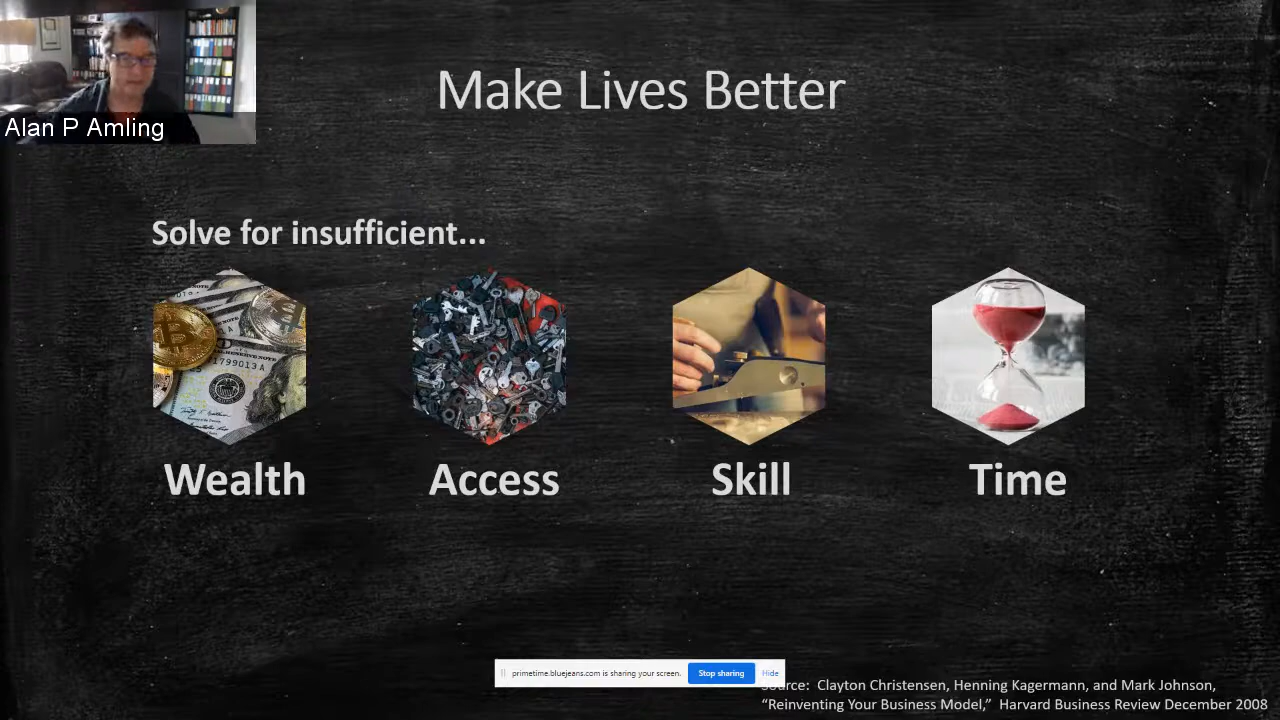 Alan P Amling
Make Lives Better
Solve for insufficient...
Wealth
Access
Skill
Time
primetime.bluejeans.com is sharing your screen.
Stop sharing
Hide
Source: Clayton Christensen, Henning Kagermann, and Mark Johnson,
“Reinventing Your Business Model,” Harvard Business Review December 2008